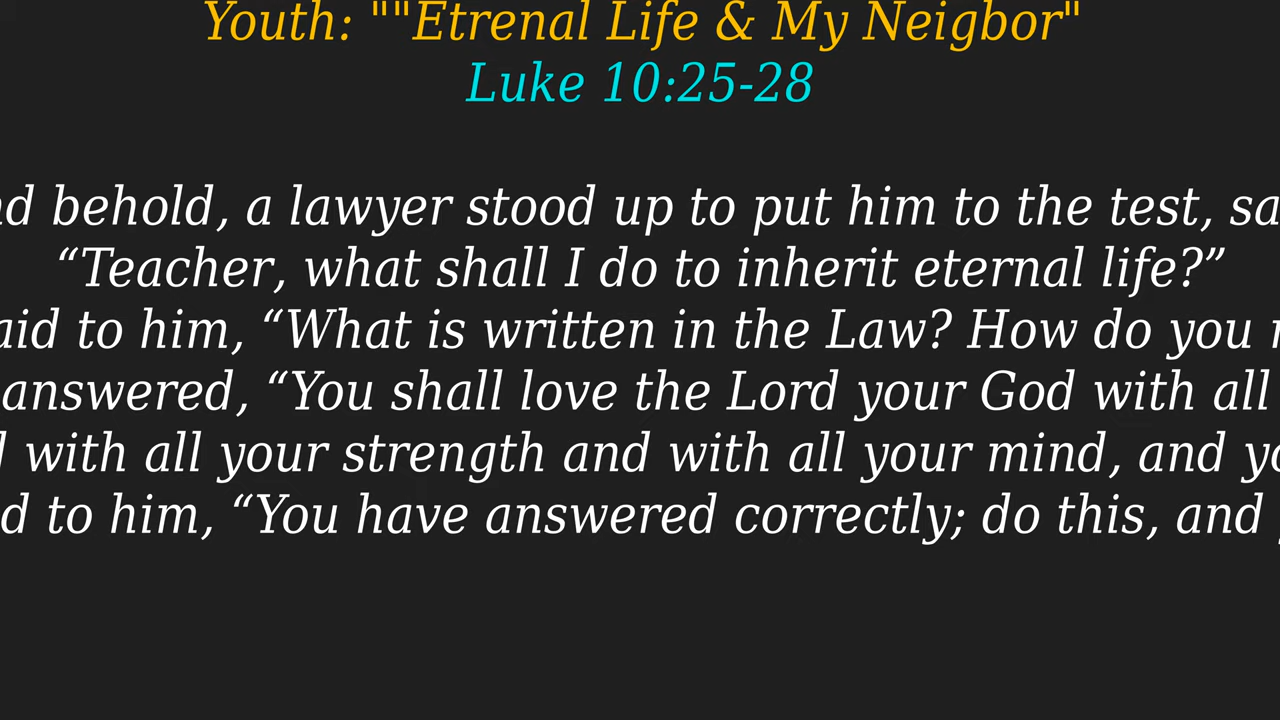 Youth: ""Etrenal Life & My Neigbor"
Luke 10:25-28
behold, a lawyer stood up to put him to the test,
“Teacher, what shall I do to inherit eternal life?”
to him, “What is written in the Law? How do you
answered, “You shall love the Lord your God with all
with all your strength and with all your mind, and
to him, “You have answered correctly; do this, and